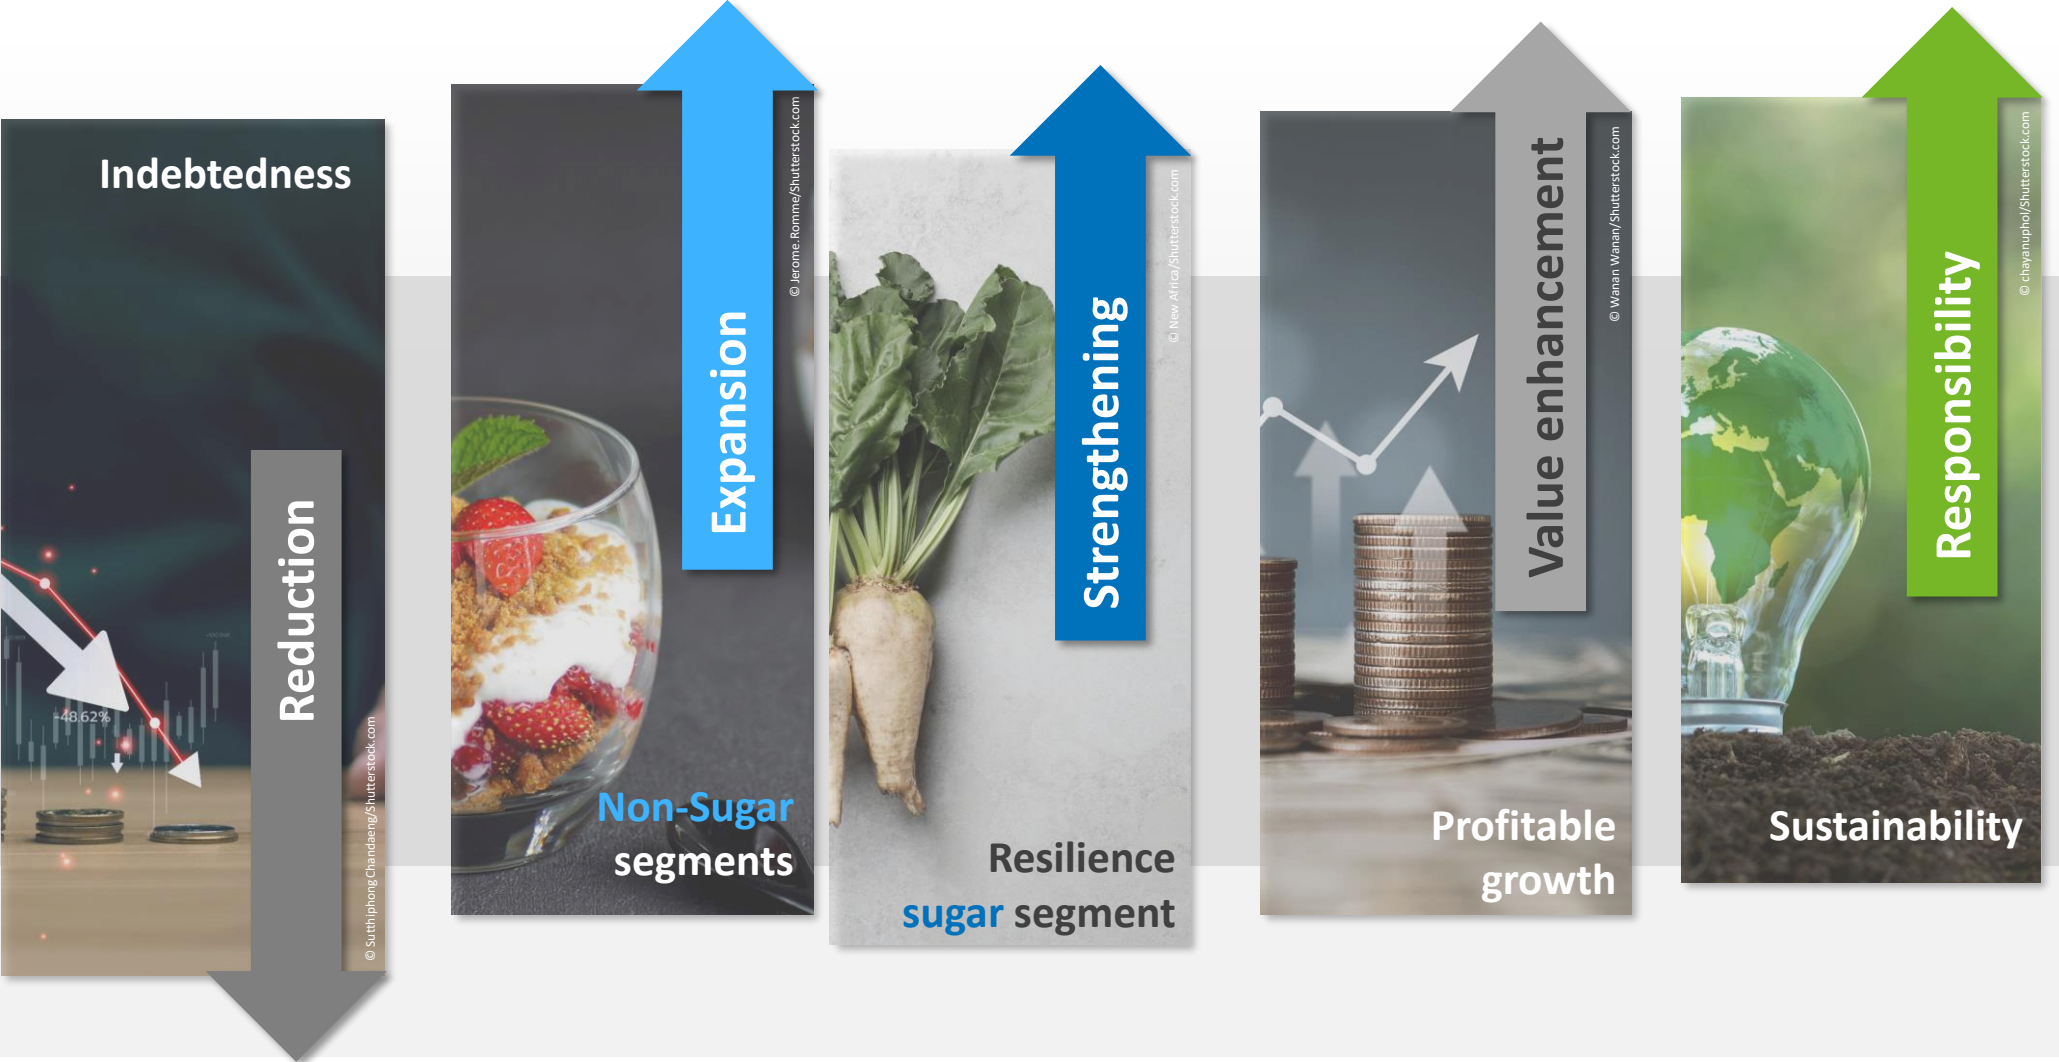 Indebtedness
Reduction
-48.62%
© Sutthiphong Chandaeng/Shutterstock.com
Expansion
© Jerome.Romme/Shutterstock.com
Non-Sugar
segments
Strengthening
© New Africa/Shutterstock.com
Resilience
sugar segment
Value enhancement
© Wanan Wanan/Shutterstock.com
Profitable
growth
Responsibility
© chayanuphol/Shutterstock.com
Sustainability